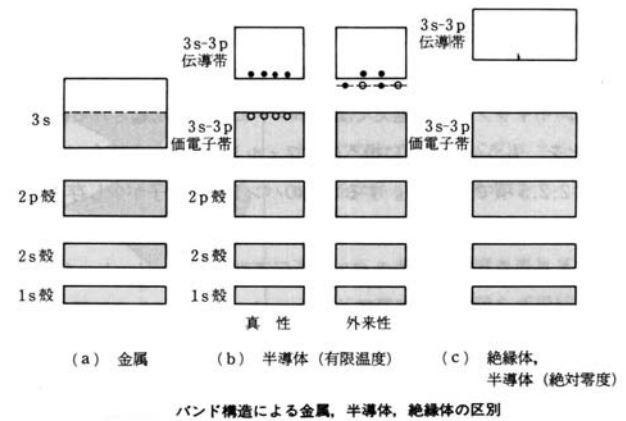 3s-3p
伝導帯
3s-3p
伝導帯
3s
3s-3p
価電子帯
3s-3p
価電子帯
2p殻
2p殻
2s殻
2s殻
1s殻
1s殻
真 性
外来性
(a) 金属
(b) 半導体(有限温度)
(c) 絶縁体,
半導体(絶対零度)
バンド構造による金属, 半導体, 絶縁体の区別